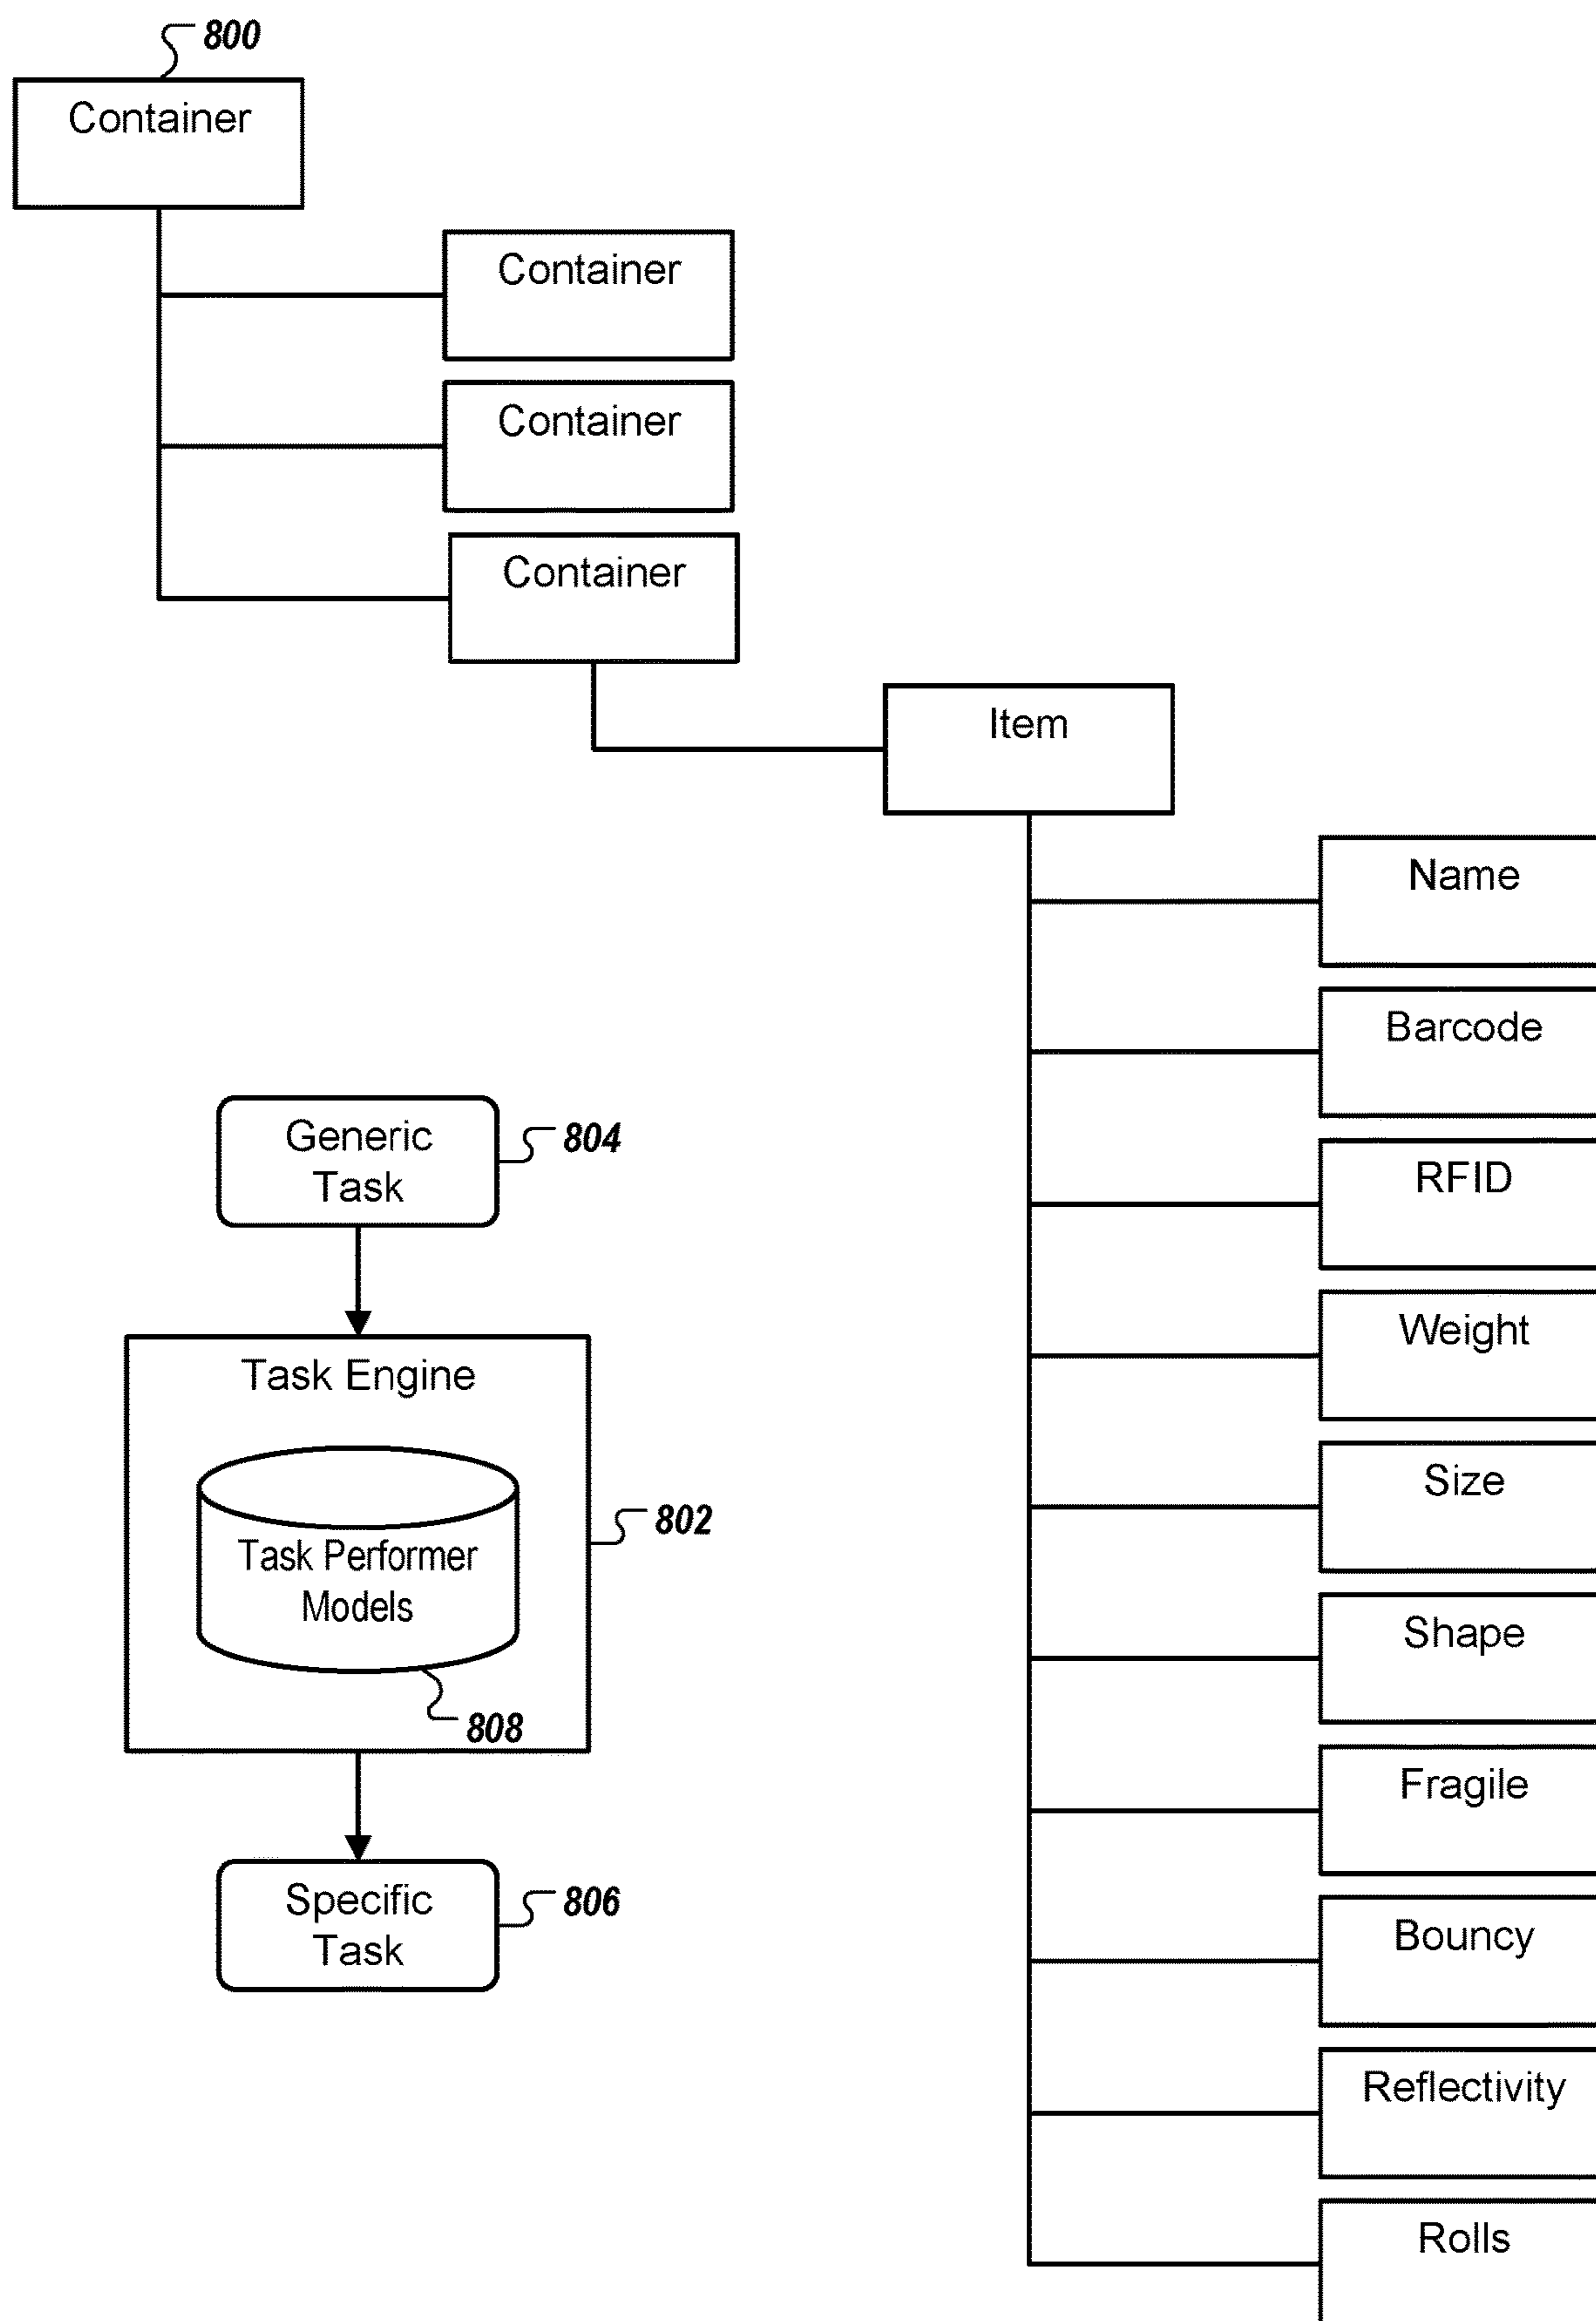 800
Container
Container
Container
Container
Item
Name
Barcode
RFID
Weight
Size
Shape
Fragile
Bouncy
Reflectivity
Rolls
Generic
Task
804
Task Engine
Task Performer
Models
802
808
Specific
Task
806